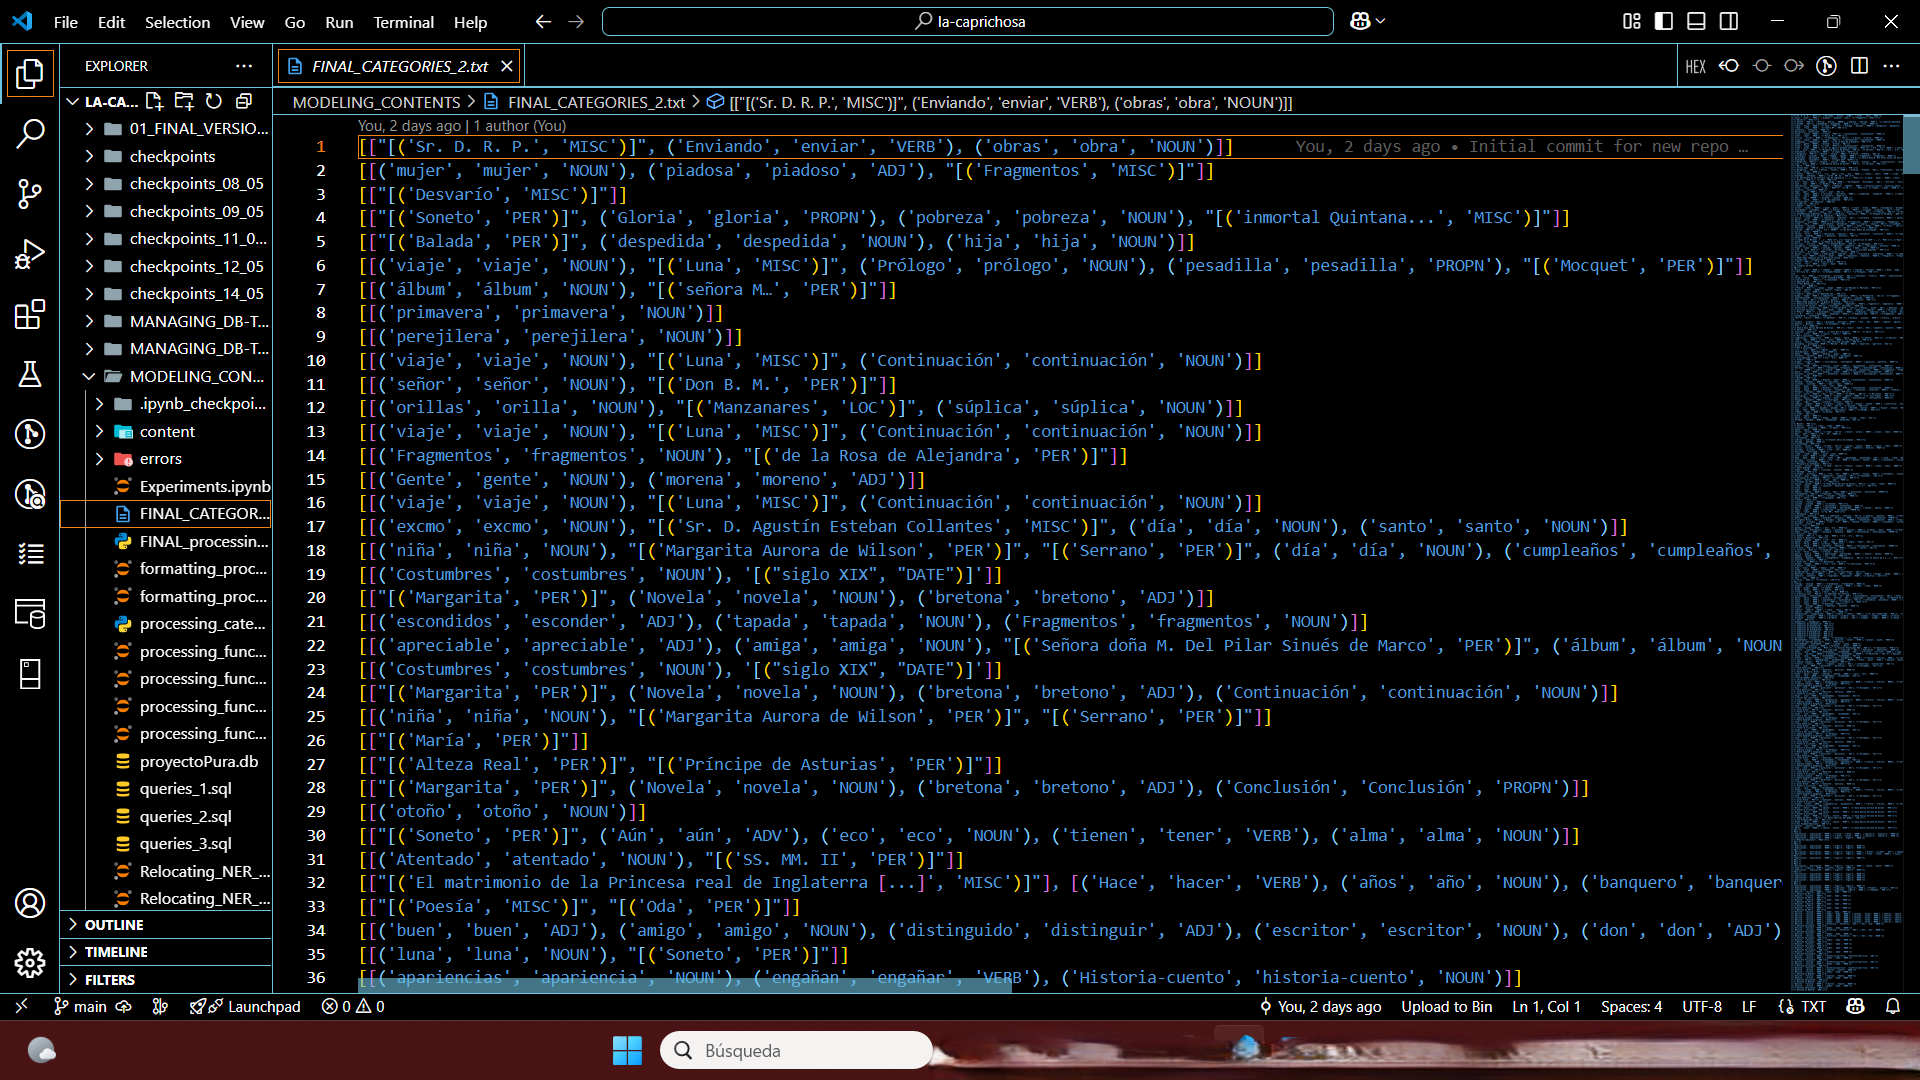 File Edit Selection View Go Run Terminal Help
la-caprichosa
EXPLORER
FINAL_CATEGORIES_2.txt
HEX
LA-CA...
MODELING_CONTENTS > FINAL_CATEGORIES_2.txt > [["[('Sr. D. R. P.', 'MISC')]", ('Enviando', 'enviar', 'VERB'), ('obras', 'obra', 'NOUN')]]
01_FINAL_VERSIO...
checkpoints
checkpoints_08_05
checkpoints_09_05
checkpoints_11_0...
checkpoints_12_05
checkpoints_14_05
MANAGING_DB-T...
MANAGING_DB-T...
MODELING_CON...
.ipynb_checkpoi...
content
errors
Experiments.ipynb
FINAL_CATEGOR...
FINAL_processin...
formatting_proc...
formatting_proc...
processing_cate...
processing_func...
processing_func...
processing_func...
processing_func...
proyectoPura.db
queries_1.sql
queries_2.sql
queries_3.sql
Relocating_NER_...
Relocating_NER_...
OUTLINE
TIMELINE
FILTERS
You, 2 days ago | 1 author (You)
1 [["[('Sr. D. R. P.', 'MISC')]", ('Enviando', 'enviar', 'VERB'), ('obras', 'obra', 'NOUN')]] You, 2 days ago • Initial commit for new repo …
2 [[('mujer', 'mujer', 'NOUN'), ('piadosa', 'piadoso', 'ADJ'), "[('Fragmentos', 'MISC')]"]]
3 [["[('Desvarío', 'MISC')]"]]
4 [["[('Soneto', 'PER')]", ('Gloria', 'gloria', 'PROPN'), ('pobreza', 'pobreza', 'NOUN'), "[('inmortal Quintana...', 'MISC')]"]]
5 [["[('Balada', 'PER')]", ('despedida', 'despedida', 'NOUN'), ('hija', 'hija', 'NOUN')]]
6 [[('viaje', 'viaje', 'NOUN'), "[('Luna', 'MISC')]", ('Prólogo', 'prólogo', 'NOUN'), ('pesadilla', 'pesadilla', 'PROPN'), "[('Mocquet', 'PER')]"]]
7 [[('álbum', 'álbum', 'NOUN'), "[('señora M…', 'PER')]"]]
8 [[('primavera', 'primavera', 'NOUN')]]
9 [[('perejilera', 'perejilera', 'NOUN')]]
10 [[('viaje', 'viaje', 'NOUN'), "[('Luna', 'MISC')]", ('Continuación', 'continuación', 'NOUN')]]
11 [[('señor', 'señor', 'NOUN'), "[('Don B. M.', 'PER')]"]]
12 [[('orillas', 'orilla', 'NOUN'), "[('Manzanares', 'LOC')]", ('súplica', 'súplica', 'NOUN')]]
13 [[('viaje', 'viaje', 'NOUN'), "[('Luna', 'MISC')]", ('Continuación', 'continuación', 'NOUN')]]
14 [[('Fragmentos', 'fragmentos', 'NOUN'), "[('de la Rosa de Alejandra', 'PER')]"]]
15 [[('Gente', 'gente', 'NOUN'), ('morena', 'moreno', 'ADJ')]]
16 [[('viaje', 'viaje', 'NOUN'), "[('Luna', 'MISC')]", ('Continuación', 'continuación', 'NOUN')]]
17 [[('excmo', 'excmo', 'NOUN'), "[('Sr. D. Agustín Esteban Collantes', 'MISC')]", ('día', 'día', 'NOUN'), ('santo', 'santo', 'NOUN')]]
18 [[('niña', 'niña', 'NOUN'), "[('Margarita Aurora de Wilson', 'PER')]", "[('Serrano', 'PER')]", ('día', 'día', 'NOUN'), ('cumpleaños', 'cumpleaños',
19 [[('Costumbres', 'costumbres', 'NOUN'), '[("siglo XIX", "DATE")]']]
20 [["[('Margarita', 'PER')]", ('Novela', 'novela', 'NOUN'), ('bretona', 'bretono', 'ADJ')]]
21 [[('escondidos', 'esconder', 'ADJ'), ('tapada', 'tapada', 'NOUN'), ('Fragmentos', 'fragmentos', 'NOUN')]]
22 [[('apreciable', 'apreciable', 'ADJ'), ('amiga', 'amiga', 'NOUN'), "[('Señora doña M. Del Pilar Sinués de Marco', 'PER')]", ('álbum', 'álbum', 'NOUN
23 [[('Costumbres', 'costumbres', 'NOUN'), '[("siglo XIX", "DATE")]']]
24 [["[('Margarita', 'PER')]", ('Novela', 'novela', 'NOUN'), ('bretona', 'bretono', 'ADJ'), ('Continuación', 'continuación', 'NOUN')]]
25 [[('niña', 'niña', 'NOUN'), "[('Margarita Aurora de Wilson', 'PER')]", "[('Serrano', 'PER')]"]]
26 [["[('María', 'PER')]"]]
27 [["[('Alteza Real', 'PER')]", "[('Príncipe de Asturias', 'PER')]"]]
28 [["[('Margarita', 'PER')]", ('Novela', 'novela', 'NOUN'), ('bretona', 'bretono', 'ADJ'), ('Conclusión', 'Conclusión', 'PROPN')]]
29 [[('otoño', 'otoño', 'NOUN')]]
30 [["[('Soneto', 'PER')]", ('Aún', 'aún', 'ADV'), ('eco', 'eco', 'NOUN'), ('tienen', 'tener', 'VERB'), ('alma', 'alma', 'NOUN')]]
31 [[('Atentado', 'atentado', 'NOUN'), "[('SS. MM. II', 'PER')]"]]
32 [["[('El matrimonio de la Princesa real de Inglaterra [...]', 'MISC')]"], [('Hace', 'hacer', 'VERB'), ('años', 'año', 'NOUN'), ('banquero', 'banquer
33 [["[('Poesía', 'MISC')]", "[('Oda', 'PER')]"]]
34 [[('buen', 'buen', 'ADJ'), ('amigo', 'amigo', 'NOUN'), ('distinguido', 'distinguir', 'ADJ'), ('escritor', 'escritor', 'NOUN'), ('don', 'don', 'ADJ')
35 [[('luna', 'luna', 'NOUN'), "[('Soneto', 'PER')]"]]
36 [[('apariencias', 'apariencia', 'NOUN'), ('engañan', 'engañar', 'VERB'), ('Historia-cuento', 'historia-cuento', 'NOUN')]]
main Launchpad 0 0 You, 2 days ago Upload to Bin Ln 1, Col 1 Spaces: 4 UTF-8 LF {} TXT
Búsqueda